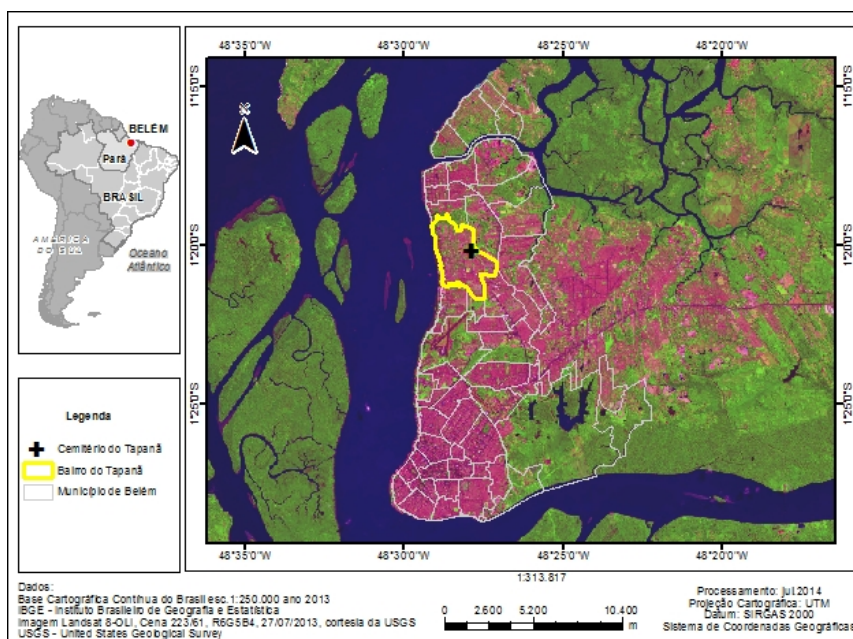 BELÉM
Pará
BRASIL
AMÉRICA
DO SUL
Oceano
Atlântico
Legenda
Cemitério do Tapanã
Bairro do Tapanã
Município de Belém
48°35'0"W
48°30'0"W
48°25'0"W
48°20'0"W
1°15'0"S
1°20'0"S
1°25'0"S
1°15'0"S
1°20'0"S
1°25'0"S
48°35'0"W
48°30'0"W
48°25'0"W
48°20'0"W
1:313.817
Dados:
Base Cartográfica Contínua do Brasil esc. 1:250.000 ano 2013
IBGE - Instituto Brasileiro de Geografia e Estatística
Imagem Landsat 8-OLI, Cena 223/61, R6G5B4, 27/07/2013, cortesia da USGS
USGS - United States Geological Survey
0 2.600 5.200 10.400
m
Processamento: jul.2014
Projeção Cartográfica: UTM
Datum: SIRGAS 2000
Sistema de Coordenadas Geográficas